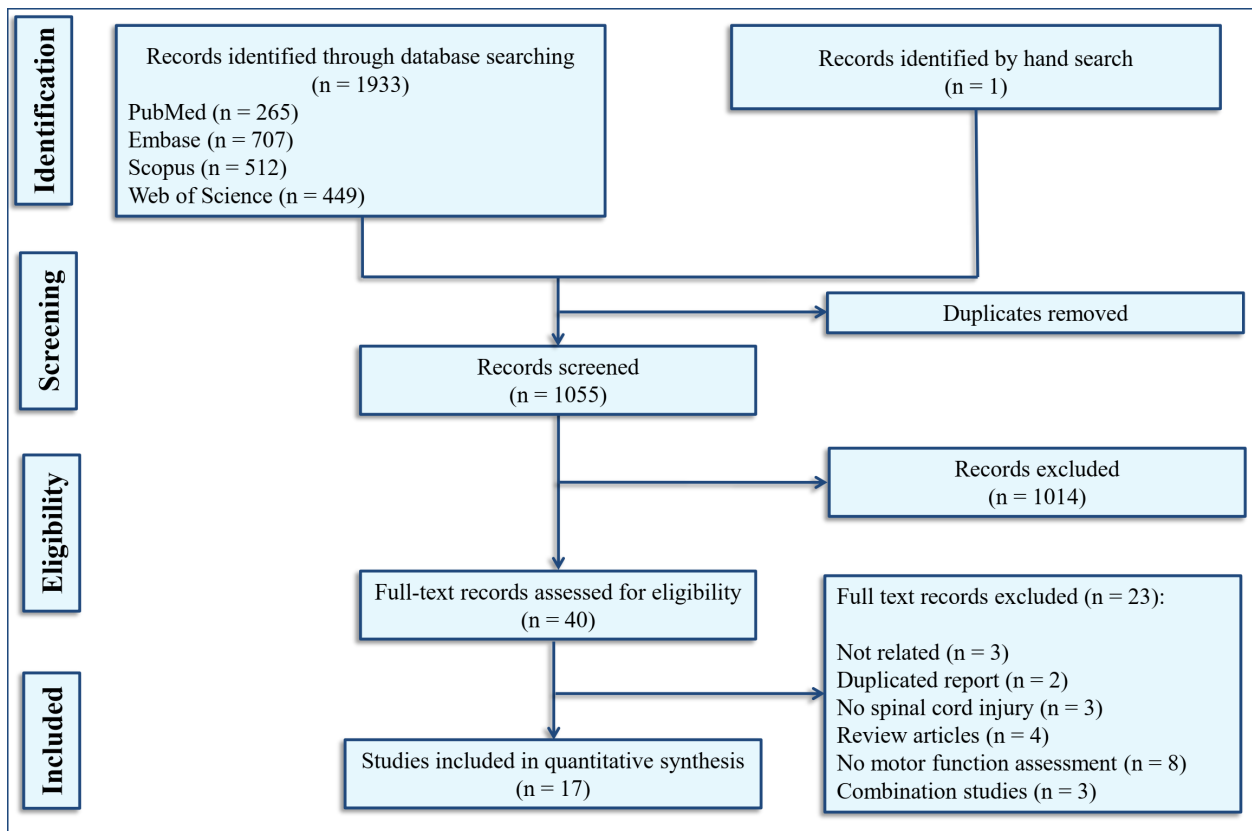 Identification
Records identified through database searching
(n = 1933)
PubMed (n = 265)
Embase (n = 707)
Scopus (n = 512)
Web of Science (n = 449)
Records identified by hand search
(n = 1)
Screening
Duplicates removed
Records screened
(n = 1055)
Eligibility
Records excluded
(n = 1014)
Full-text records assessed for eligibility
(n = 40)
Full text records excluded (n = 23):
Not related (n = 3)
Duplicated report (n = 2)
No spinal cord injury (n = 3)
Review articles (n = 4)
No motor function assessment (n = 8)
Combination studies (n = 3)
Included
Studies included in quantitative synthesis
(n = 17)